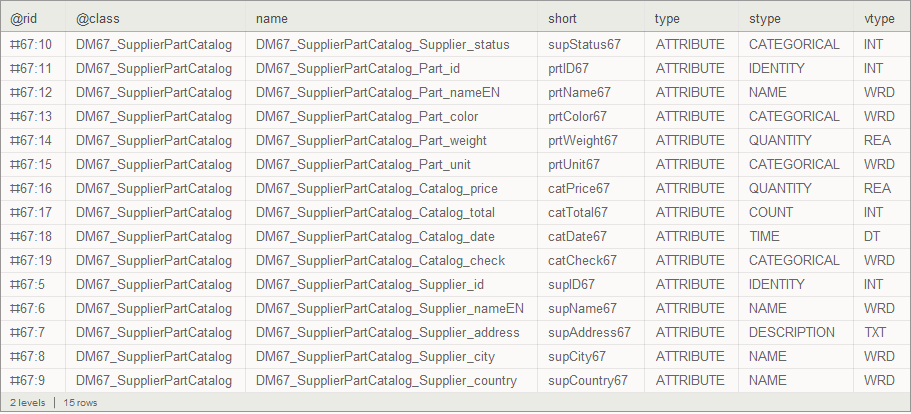 @rid @class name short type stype vtype
#67:10 DM67_SupplierPartCatalog DM67_SupplierPartCatalog_Supplier_status supStatus67 ATTRIBUTE CATEGORICAL INT
#67:11 DM67_SupplierPartCatalog DM67_SupplierPartCatalog_Part_id prtID67 ATTRIBUTE IDENTITY INT
#67:12 DM67_SupplierPartCatalog DM67_SupplierPartCatalog_Part_nameEN prtName67 ATTRIBUTE NAME WRD
#67:13 DM67_SupplierPartCatalog DM67_SupplierPartCatalog_Part_color prtColor67 ATTRIBUTE CATEGORICAL WRD
#67:14 DM67_SupplierPartCatalog DM67_SupplierPartCatalog_Part_weight prtWeight67 ATTRIBUTE QUANTITY REA
#67:15 DM67_SupplierPartCatalog DM67_SupplierPartCatalog_Part_unit prtUnit67 ATTRIBUTE CATEGORICAL WRD
#67:16 DM67_SupplierPartCatalog DM67_SupplierPartCatalog_Catalog_price catPrice67 ATTRIBUTE QUANTITY REA
#67:17 DM67_SupplierPartCatalog DM67_SupplierPartCatalog_Catalog_total catTotal67 ATTRIBUTE COUNT INT
#67:18 DM67_SupplierPartCatalog DM67_SupplierPartCatalog_Catalog_date catDate67 ATTRIBUTE TIME DT
#67:19 DM67_SupplierPartCatalog DM67_SupplierPartCatalog_Catalog_check catCheck67 ATTRIBUTE CATEGORICAL WRD
#67:5 DM67_SupplierPartCatalog DM67_SupplierPartCatalog_Supplier_id supID67 ATTRIBUTE IDENTITY INT
#67:6 DM67_SupplierPartCatalog DM67_SupplierPartCatalog_Supplier_nameEN supName67 ATTRIBUTE NAME WRD
#67:7 DM67_SupplierPartCatalog DM67_SupplierPartCatalog_Supplier_address supAddress67 ATTRIBUTE DESCRIPTION TXT
#67:8 DM67_SupplierPartCatalog DM67_SupplierPartCatalog_Supplier_city supCity67 ATTRIBUTE NAME WRD
#67:9 DM67_SupplierPartCatalog DM67_SupplierPartCatalog_Supplier_country supCountry67 ATTRIBUTE NAME WRD
2 levels | 15 rows